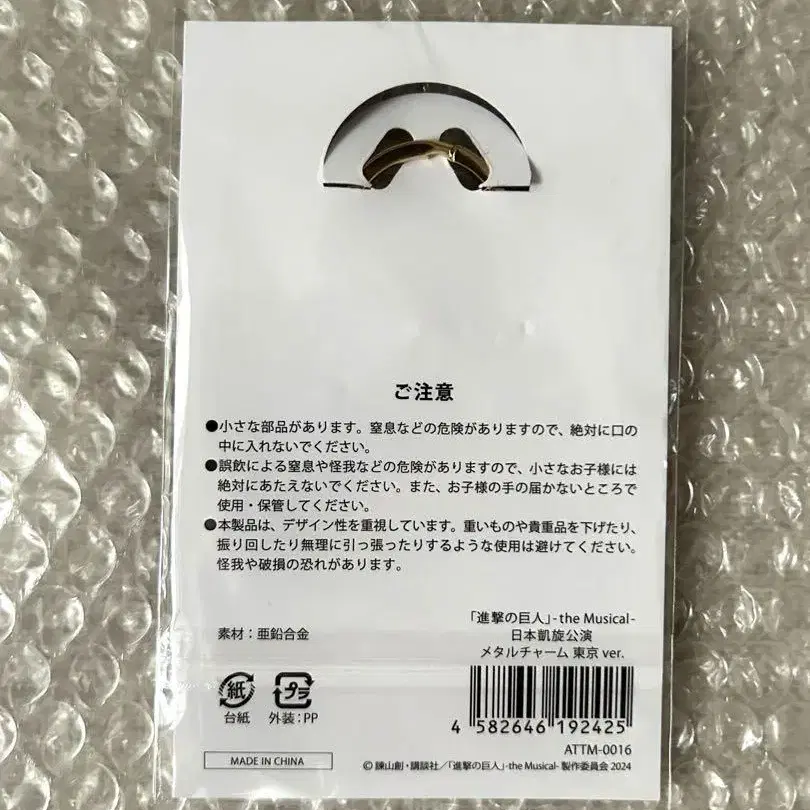 ご注意
●小さな部品があります。窒息などの危険がありますので、絶対に口の
中に入れないでください。
●誤飲による窒息や怪我などの危険がありますので、小さなお子様には
絶対にあたえないでください。また、お子様の手の届かないところで
使用・保管してください。
●本製品は、デザイン性を重視しています。重いものや貴重品を下げたり、
振り回したり無理に引っ張ったりするような使用は避けてください。
怪我や破損の恐れがあります。
素材：亜鉛合金
「進撃の巨人」-the Musical-
日本凱旋公演
メタルチャーム 東京 ver.
紙
プラ
台紙
外装：PP
4 582646 192425
ATTM-0016
MADE IN CHINA
© 諫山創・講談社／「進撃の巨人」-the Musical- 製作委員会 2024